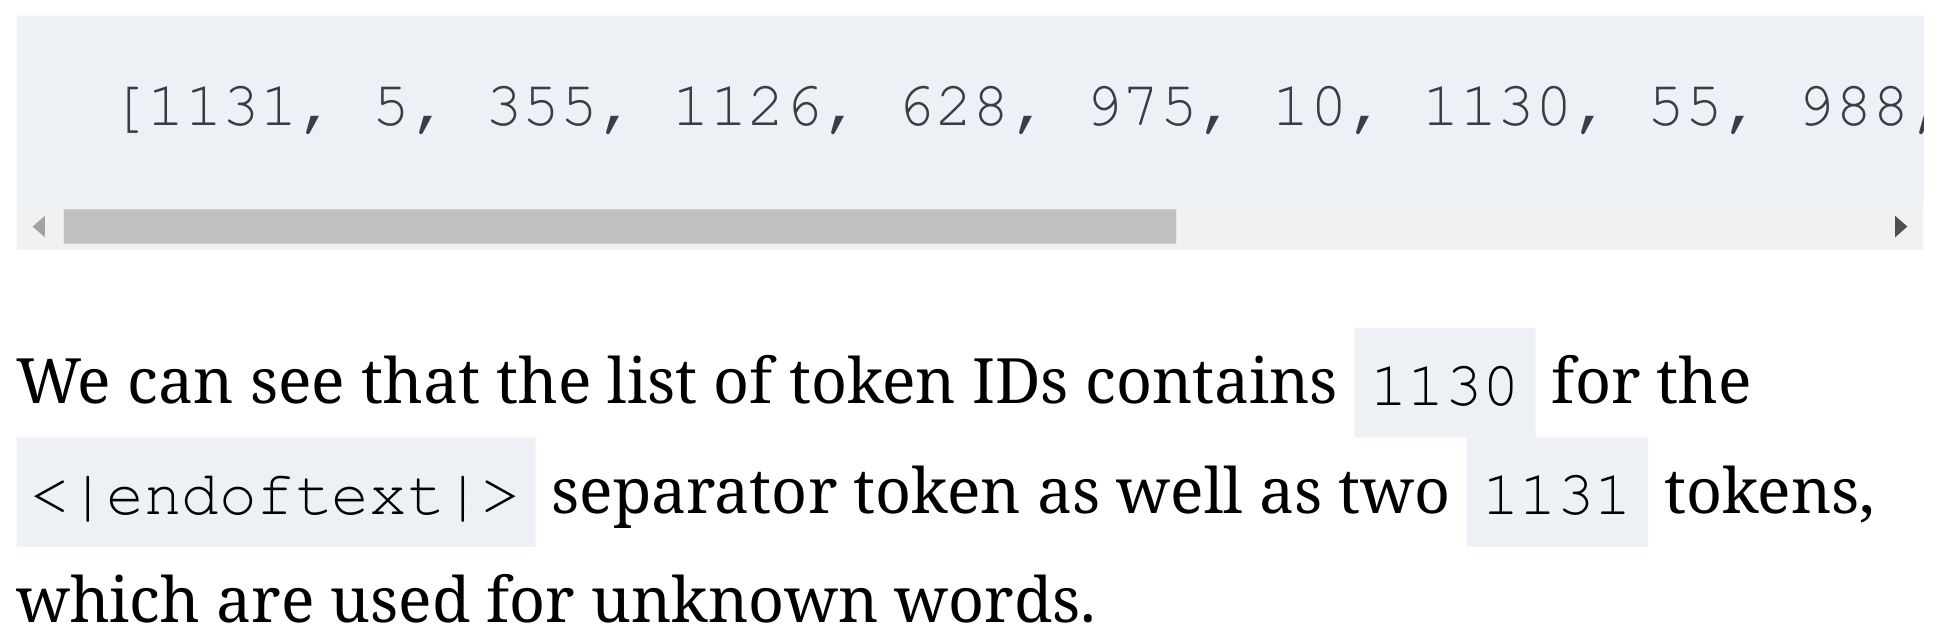 [1131, 5, 355, 1126, 628, 975, 10, 1130, 55, 988,
We can see that the list of token IDs contains 1130 for the
<|endoftext|> separator token as well as two 1131 tokens,
which are used for unknown words.